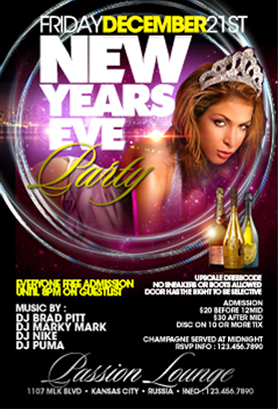 FRIDAY DECEMBER 21ST
NEW
YEARS
EVE
Party
EVERYONE FREE ADMISSION
UNTIL 8PM ON GUESTLIST
MUSIC BY :
DJ BRAD PITT
DJ MARKY MARK
DJ NIKE
DJ PUMA
UPSCALE DRESSCODE
NO SNEAKERS OR BOOTS ALLOWED
DOOR HAS THE RIGHT TO BE SELECTIVE
ADMISSION
$20 BEFORE 12MID
$30 AFTER MID
DISC ON 10 OR MORE TIX
CHAMPAGNE SERVED AT MIDNIGHT
RSVP INFO : 123.456.7890
Passion Lounge
1107 MLK BLVD • KANSAS CITY • RUSSIA • INFO : 123.456.7890